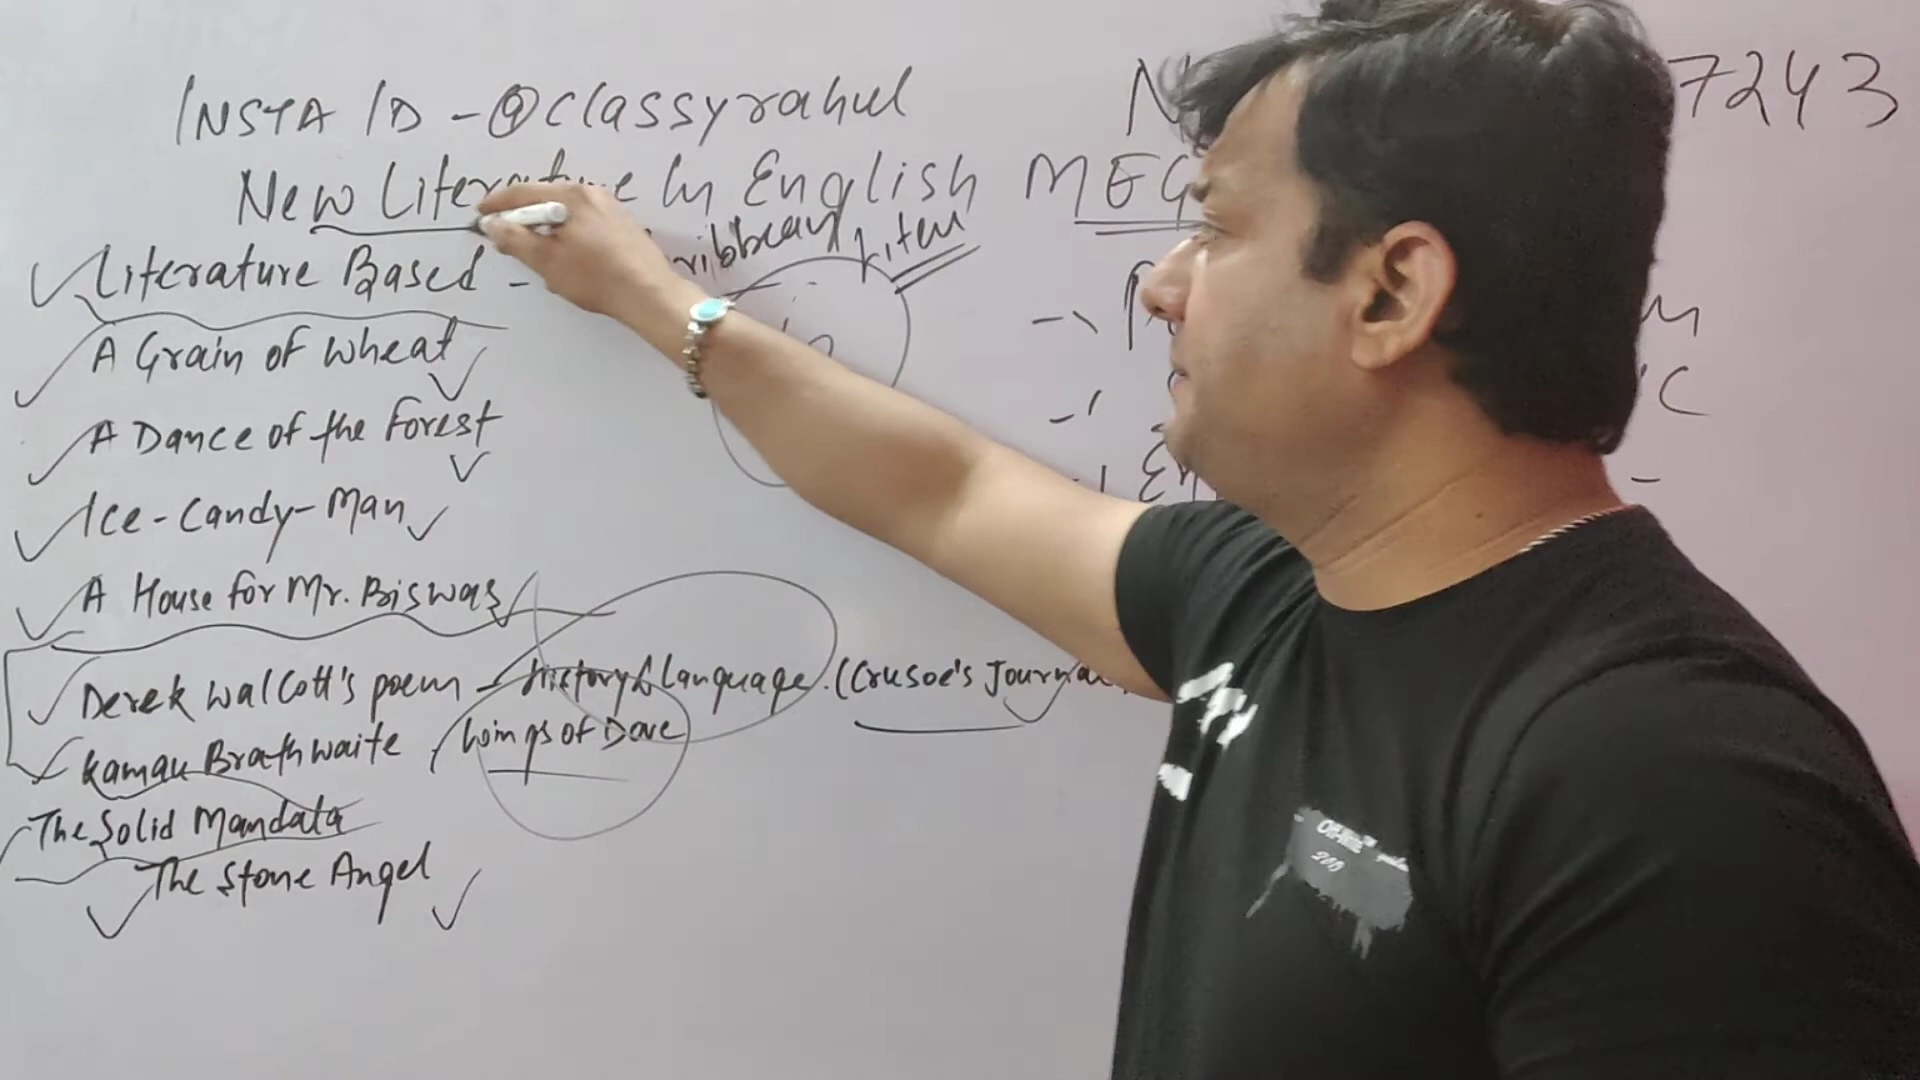 INSTA ID - @classyrahul
7243
New Literature In English MEG
Liter
Literature Based -
A Grain of Wheat
A Dance of the Forest
Ice-Candy-Man
A House for Mr. Biswas
Derek Walcott's poem - History & language. (Crusoe's Journal
Kamau Brathwaite / Wings of Dove
The Solid Mandala
The Stone Angel